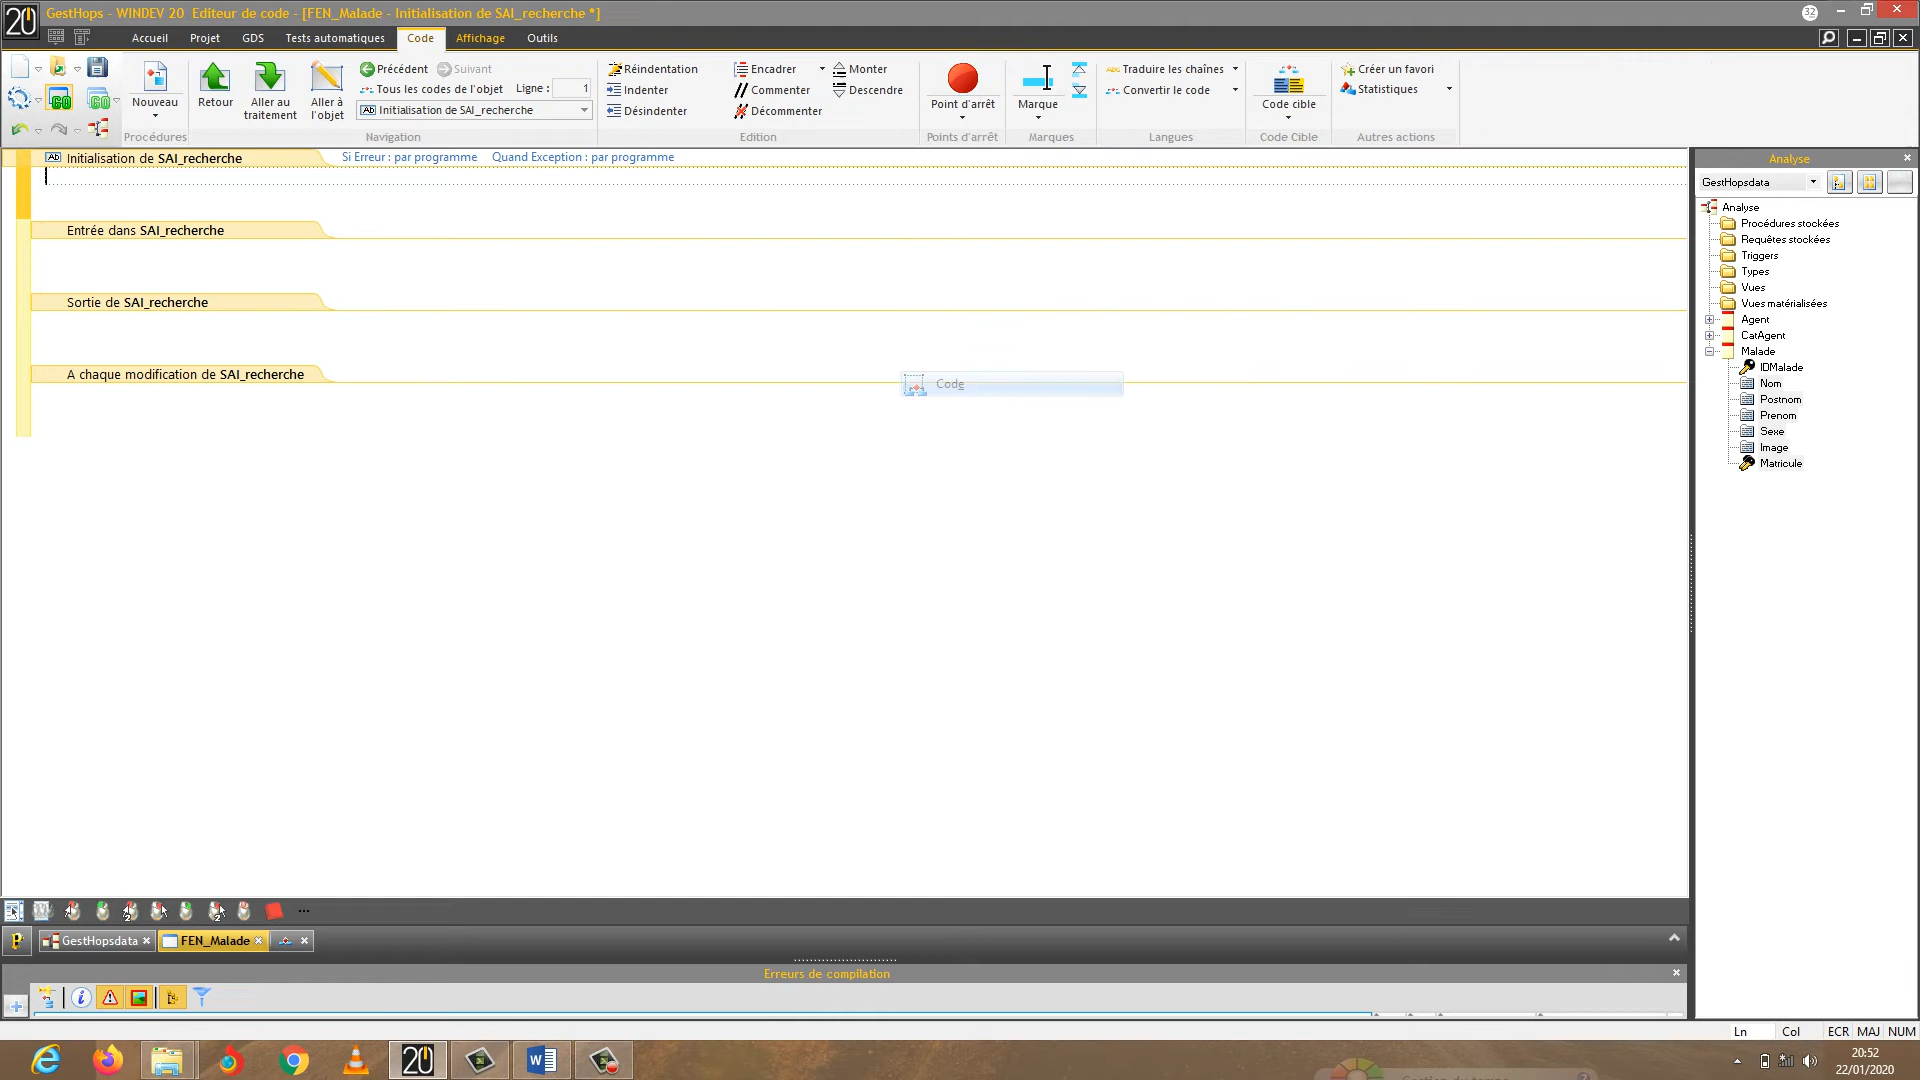 20 GestHops - WINDEV 20 Editeur de code - [FEN_Malade - Initialisation de SAI_recherche *] 32
Accueil Projet GDS Tests automatiques Code Affichage Outils
Nouveau Retour Aller au traitement Aller à l'objet
Précédent Suivant
Tous les codes de l'objet Ligne : 1
Initialisation de SAI_recherche
Réindentation
Indenter
Désindenter
Encadrer
Commenter
Décommenter
Monter
Descendre
Point d'arrêt Marque
Traduire les chaînes
Convertir le code
Code cible
Créer un favori
Statistiques
Procédures Navigation Edition Points d'arrêt Marques Langues Code Cible Autres actions
Initialisation de SAI_recherche Si Erreur : par programme Quand Exception : par programme
Entrée dans SAI_recherche
Sortie de SAI_recherche
A chaque modification de SAI_recherche
Code
Analyse
GestHopsdata
Analyse
Procédures stockées
Requêtes stockées
Triggers
Types
Vues
Vues matérialisées
Agent
CatAgent
Malade
IDMalade
Nom
Postnom
Prenom
Sexe
Image
Matricule
GestHopsdata FEN_Malade
Erreurs de compilation
Ln Col ECR MAJ NUM
20
20:52
22/01/2020